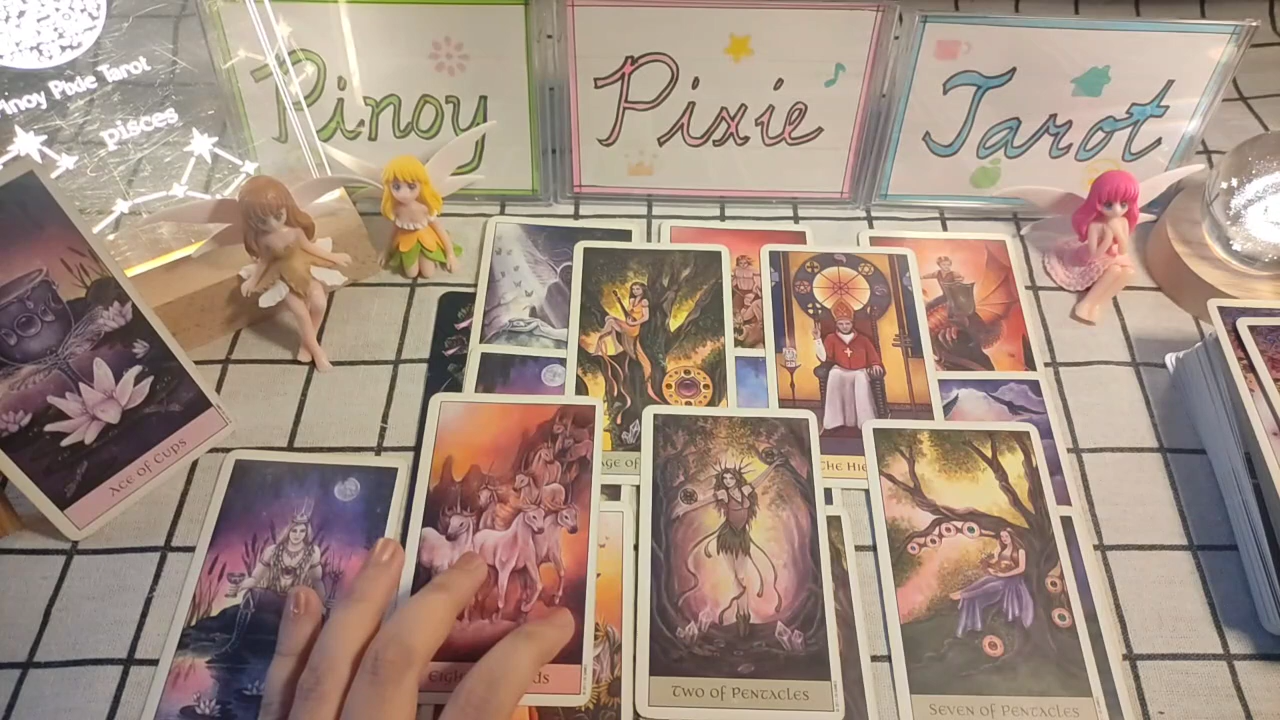 Pinoy Pixie Tarot
Pinoy Pixie Tarot
pisces
Ace of Cups
Two of Pentacles
Seven of Pentacles